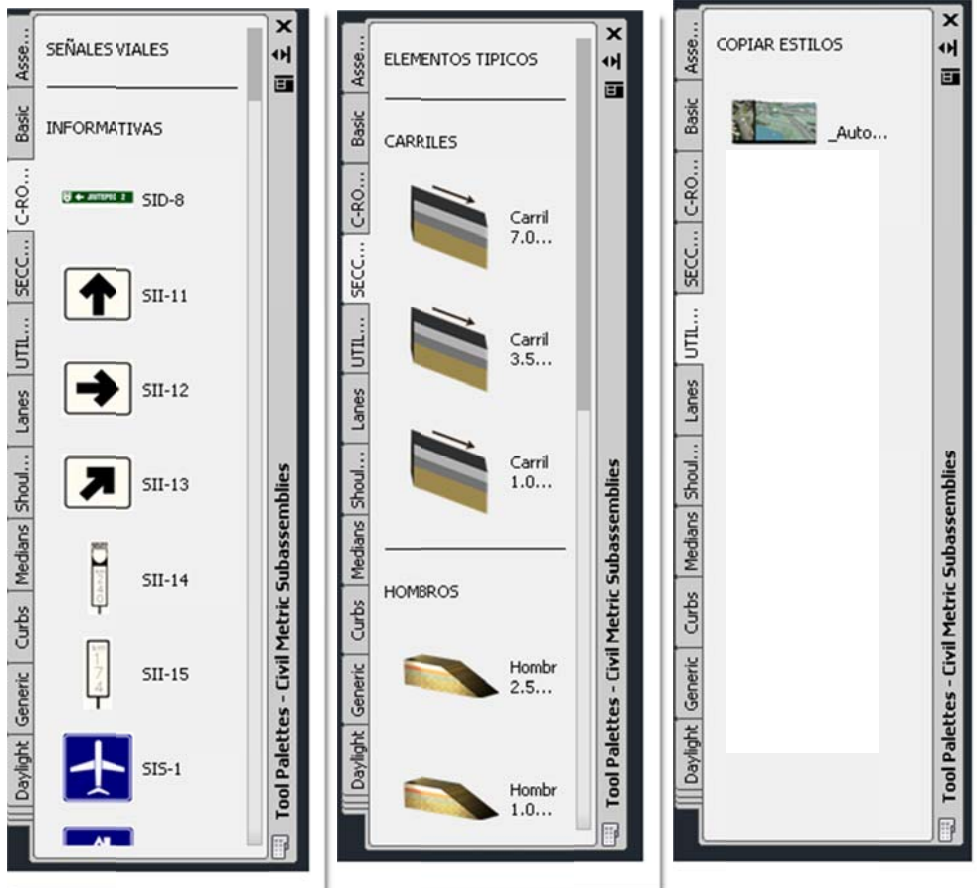 SEÑALES VIALES
INFORMATIVAS
SID-8
SII-11
SII-12
SII-13
SII-14
km
1
7
4
SII-15
SIS-1
Asse...
Basic
C-RO...
SECC...
UTIL...
Lanes
Shoul...
Medians
Curbs
Generic
Daylight
Tool Palettes - Civil Metric Subassemblies
ELEMENTOS TIPICOS
CARRILES
Carril
7.0...
Carril
3.5...
Carril
1.0...
HOMBROS
Hombr
2.5...
Hombr
1.0...
Asse...
Basic
C-RO...
SECC...
UTIL...
Lanes
Shoul...
Medians
Curbs
Generic
Daylight
Tool Palettes - Civil Metric Subassemblies
COPIAR ESTILOS
_Auto...
Asse...
Basic
C-RO...
SECC...
UTIL...
Lanes
Shoul...
Medians
Curbs
Generic
Daylight
Tool Palettes - Civil Metric Subassemblies